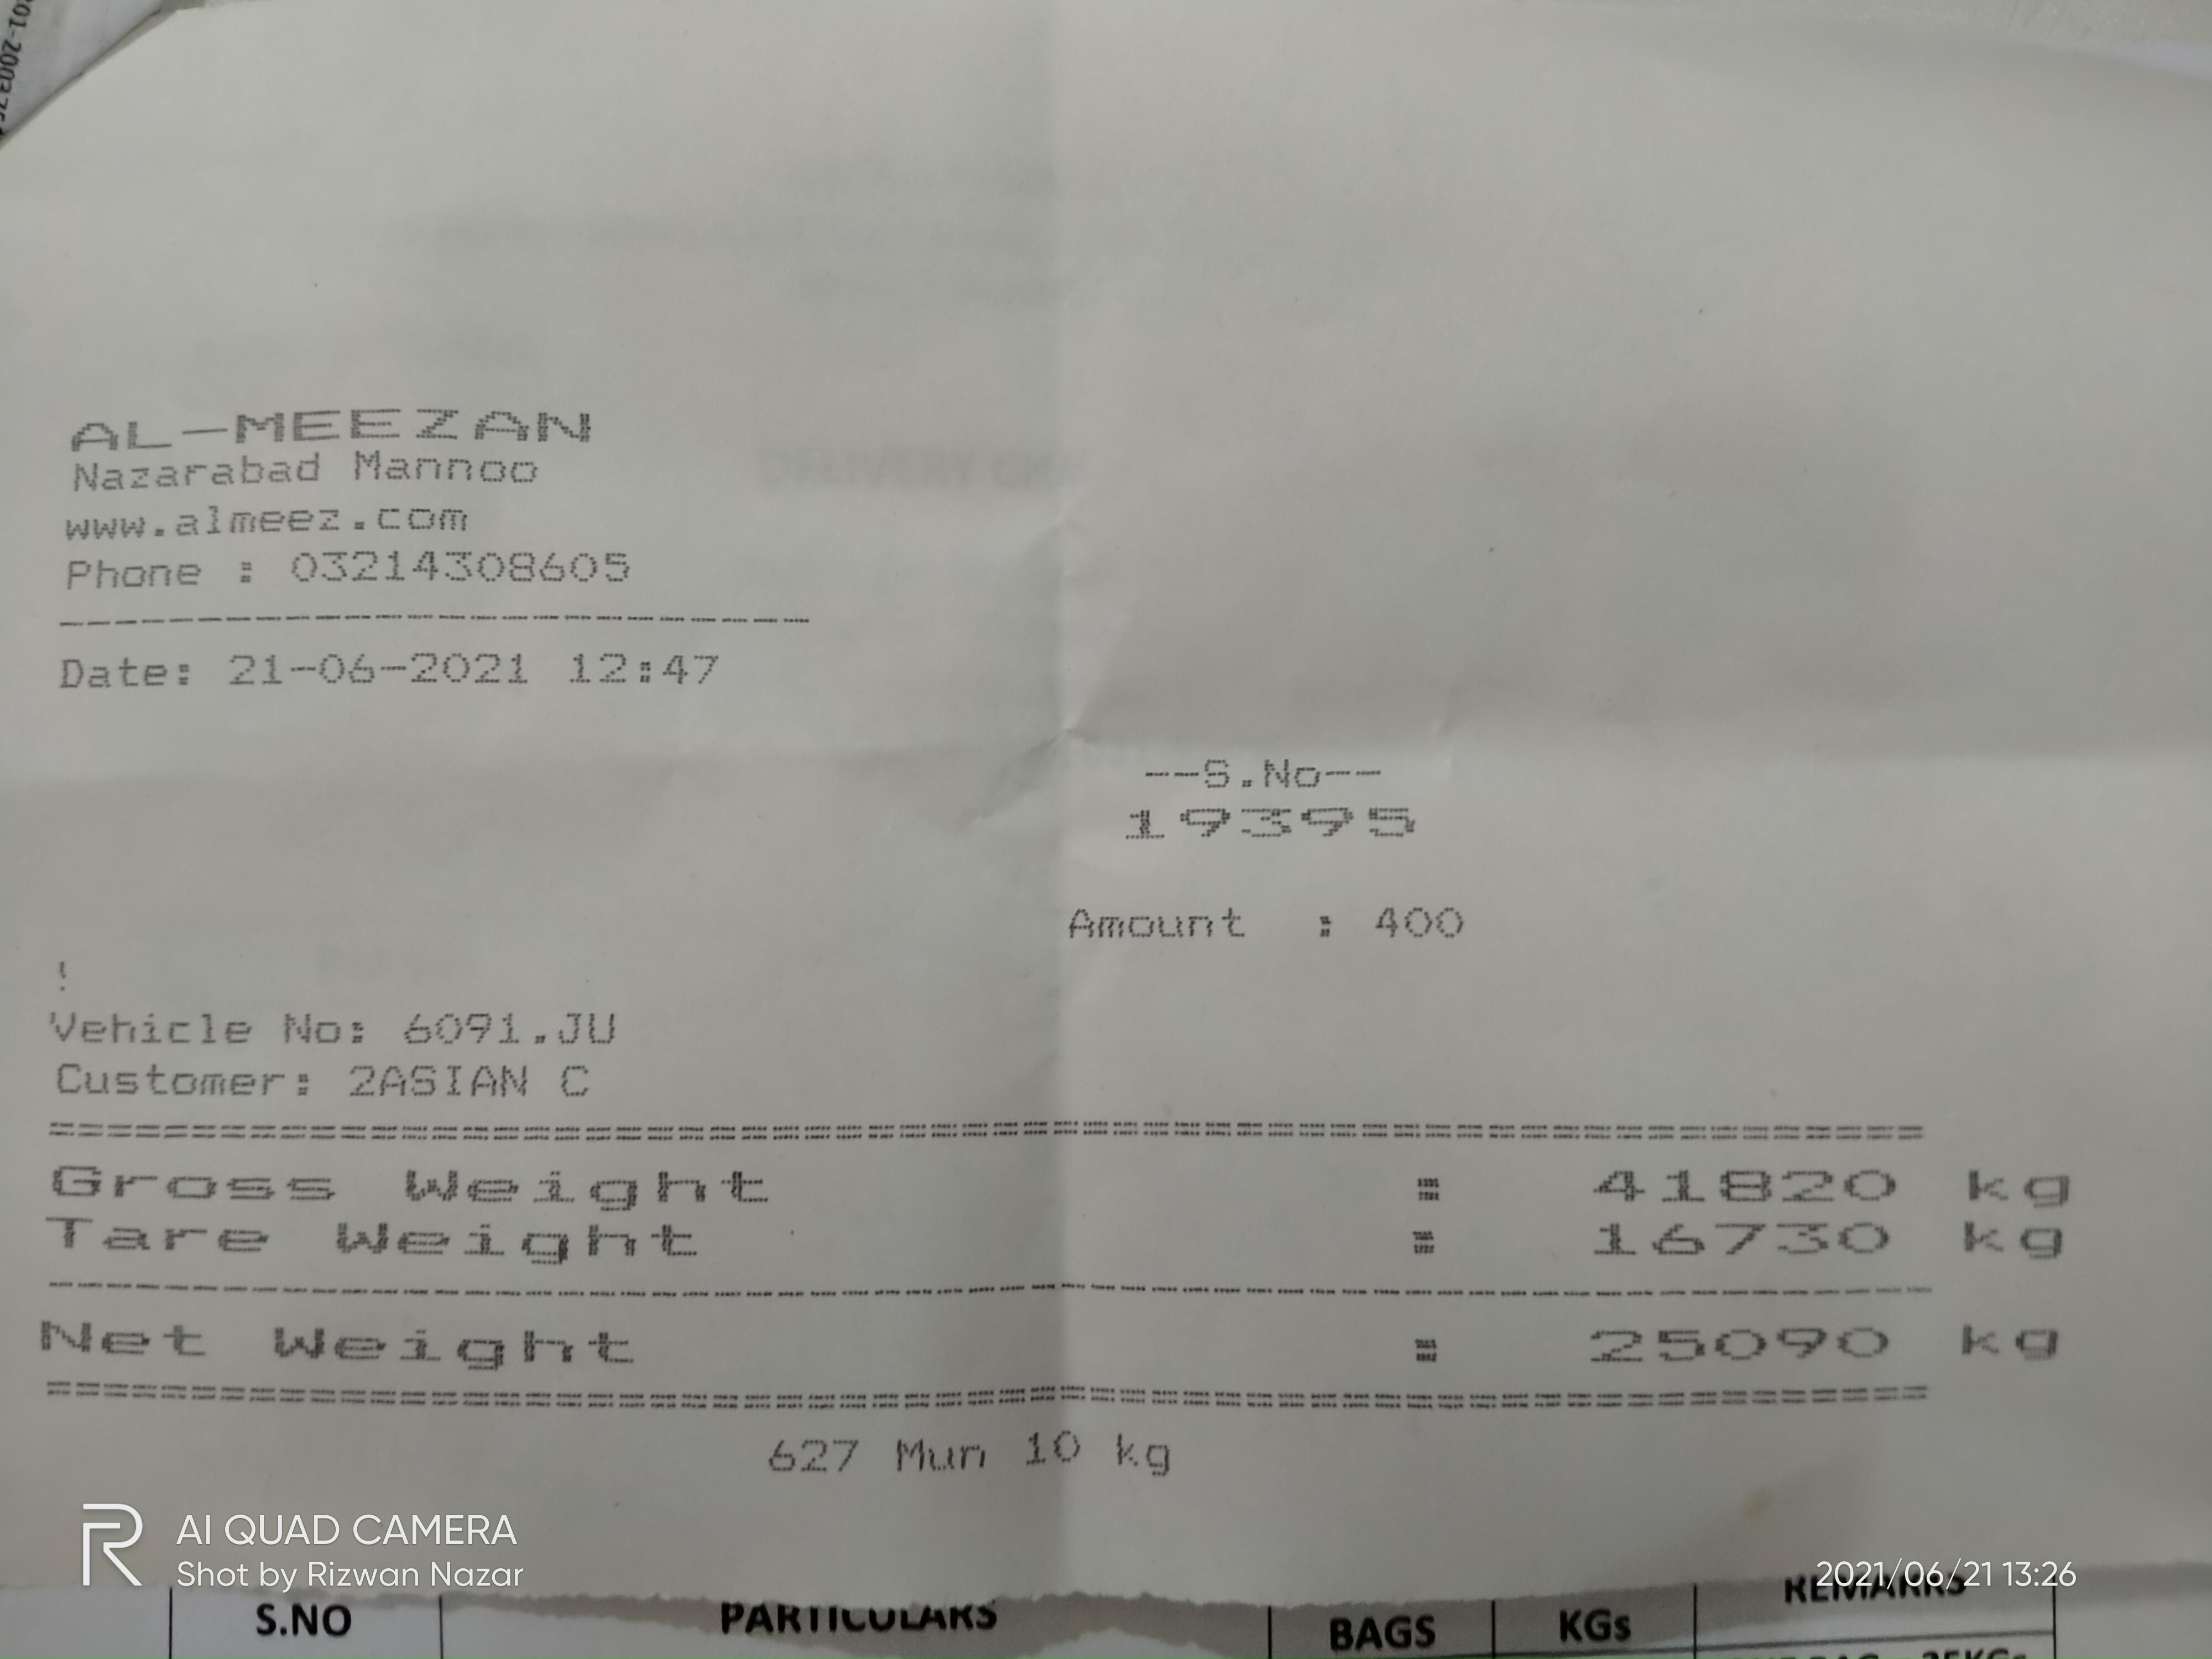 AL-MEEZAN
Nazarabad Mannoo
www.almeez.com
Phone : 03214308605
Date: 21-06-2021 12:47
--S.No--
19395
Amount : 400
!
Vehicle No: 6091.JU
Customer: 2ASIAN C
Gross Weight = 41820 kg
Tare Weight = 16730 kg
Net Weight = 25090 kg
627 Mun 10 kg
AI QUAD CAMERA
Shot by Rizwan Nazar
2021/06/21 13:26
S.NO PARTICULARS BAGS KGs REMARKS